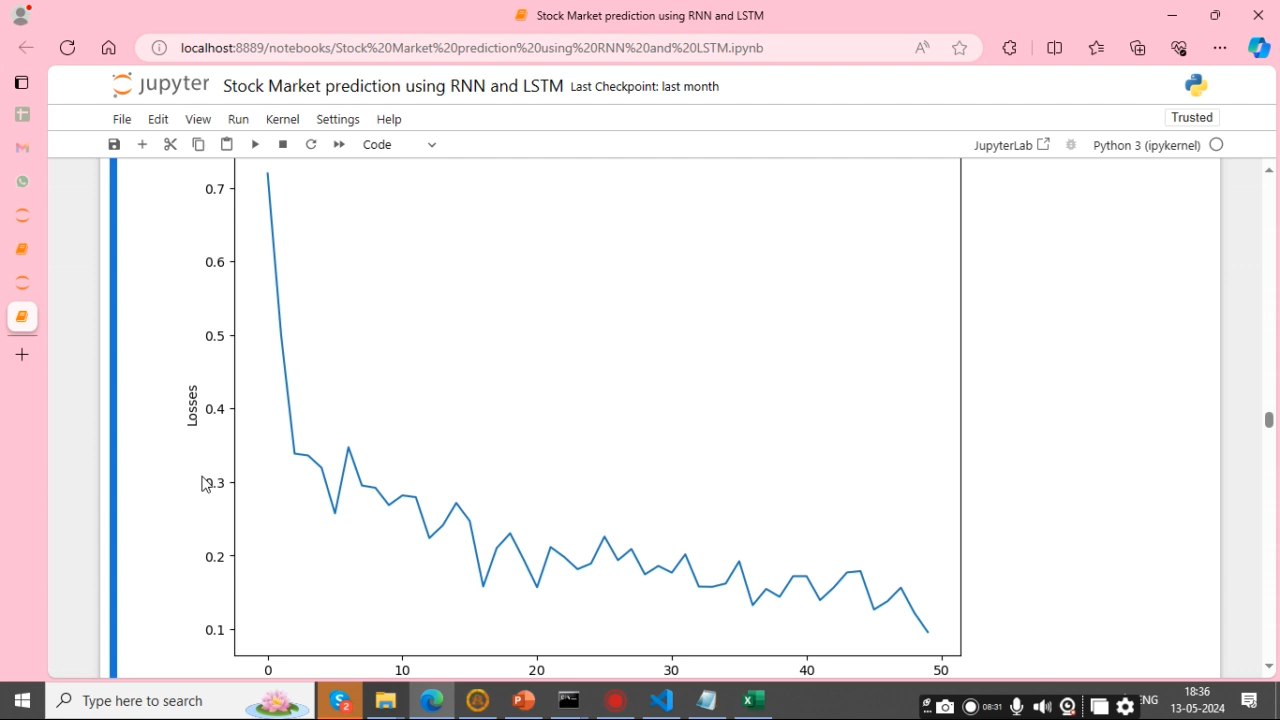 Stock Market prediction using RNN and LSTM
localhost:8889/notebooks/Stock%20Market%20prediction%20using%20RNN%20and%20LSTM.ipynb
jupyter Stock Market prediction using RNN and LSTM Last Checkpoint: last month
File Edit View Run Kernel Settings Help
Trusted
Code
JupyterLab
Python 3 (ipykernel)
0.7
0.6
0.5
0.4
Losses
0.3
0.2
0.1
0 10 20 30 40 50
Type here to search
08:31
ENG
18:36
13-05-2024